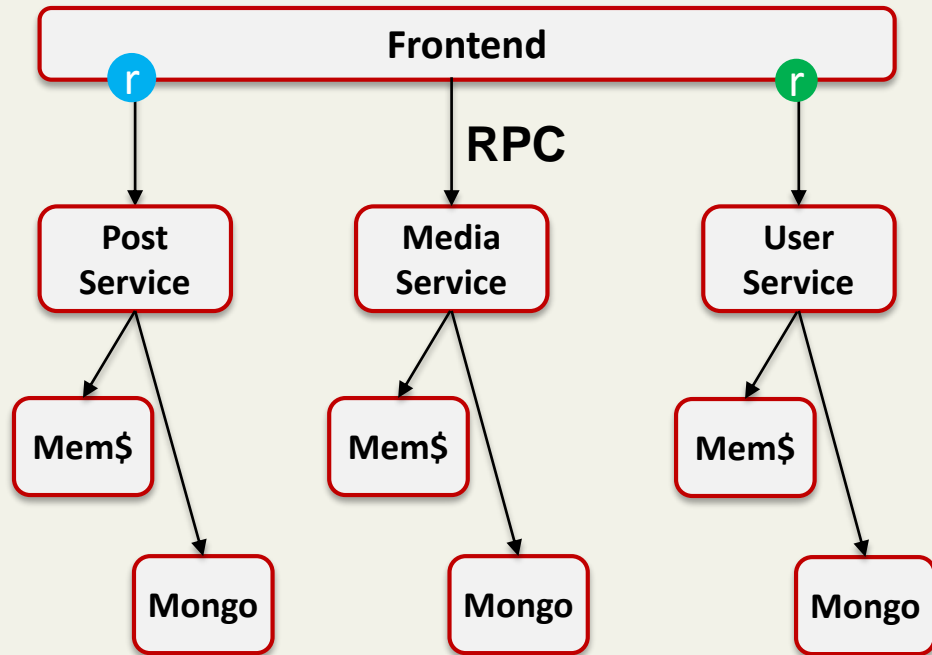 Frontend
r
r
RPC
Post
Service
Media
Service
User
Service
Mem$
Mem$
Mem$
Mongo
Mongo
Mongo